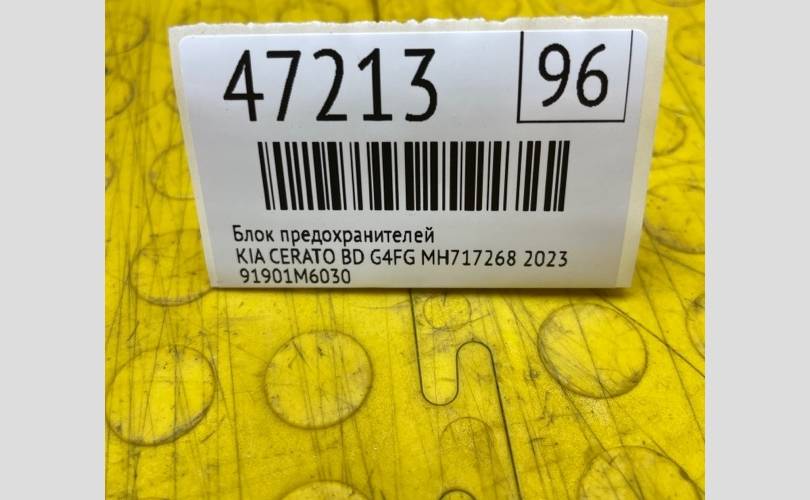 47213
96
Блок предохранителей
KIA CERATO BD G4FG MH717268 2023
91901M6030